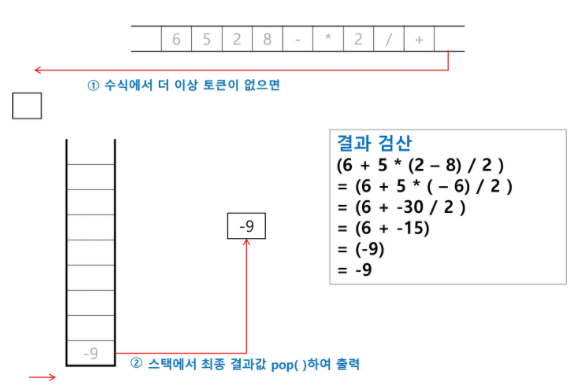 6 5 2 8 - * 2 / +
① 수식에서 더 이상 토큰이 없으면
결과 검산
(6 + 5 * (2 – 8) / 2 )
= (6 + 5 * ( – 6) / 2 )
= (6 + -30 / 2 )
= (6 + -15)
= (-9)
= -9
-9
-9
② 스택에서 최종 결과값 pop( )하여 출력